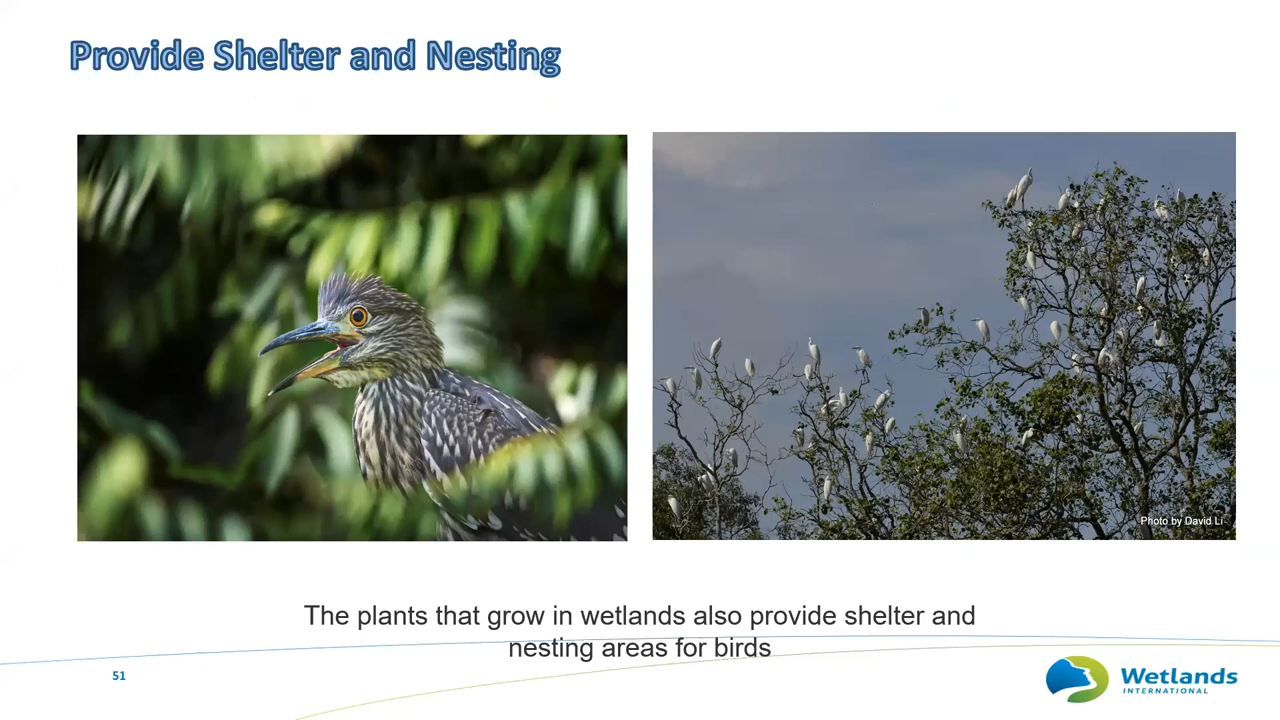 Provide Shelter and Nesting
Photo by David Li
The plants that grow in wetlands also provide shelter and
nesting areas for birds
51
Wetlands
INTERNATIONAL